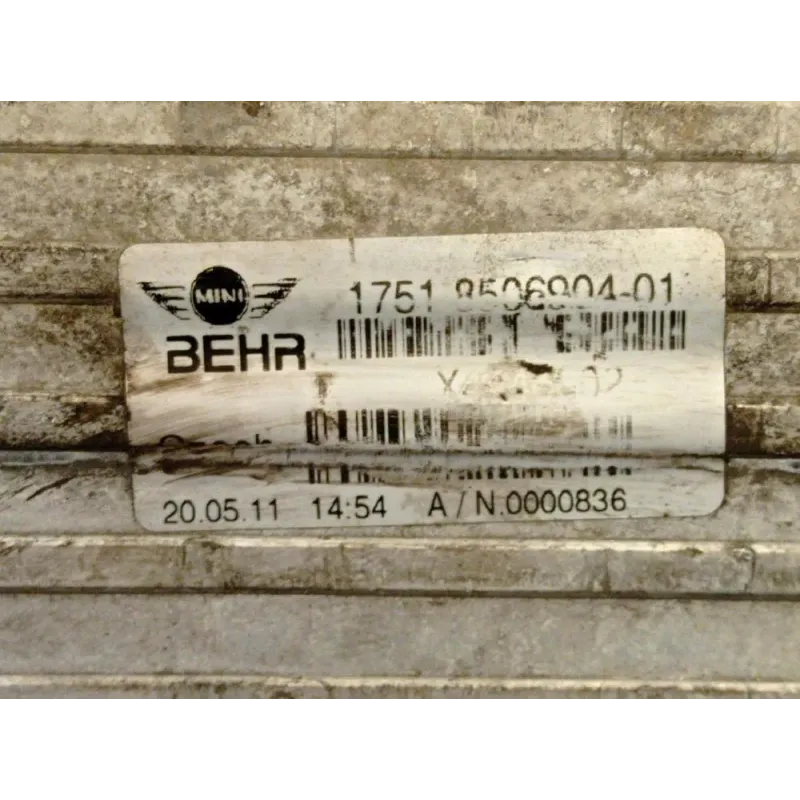 MINI
1751 8506904-01
BEHR
20.05.11 14:54 A/N.0000836